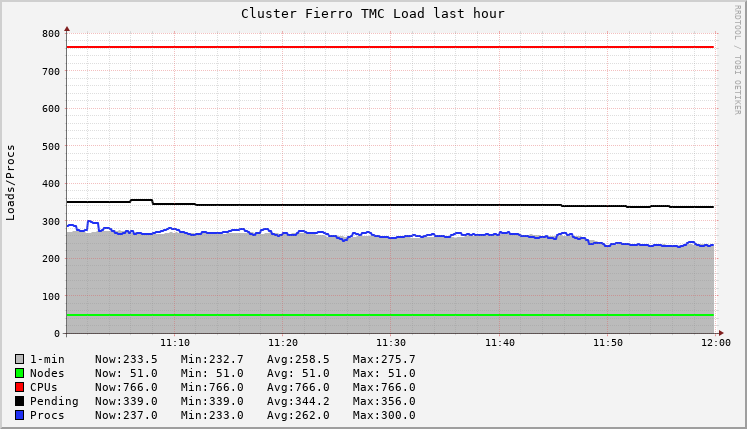 Cluster Fierro TMC Load last hour
RRDTOOL / TOBI OETIKER
Loads/Procs
800
700
600
500
400
300
200
100
0
11:10 11:20 11:30 11:40 11:50 12:00
1-min Now:233.5 Min:232.7 Avg:258.5 Max:275.7
Nodes Now: 51.0 Min: 51.0 Avg: 51.0 Max: 51.0
CPUs Now:766.0 Min:766.0 Avg:766.0 Max:766.0
Pending Now:339.0 Min:339.0 Avg:344.2 Max:356.0
Procs Now:237.0 Min:233.0 Avg:262.0 Max:300.0